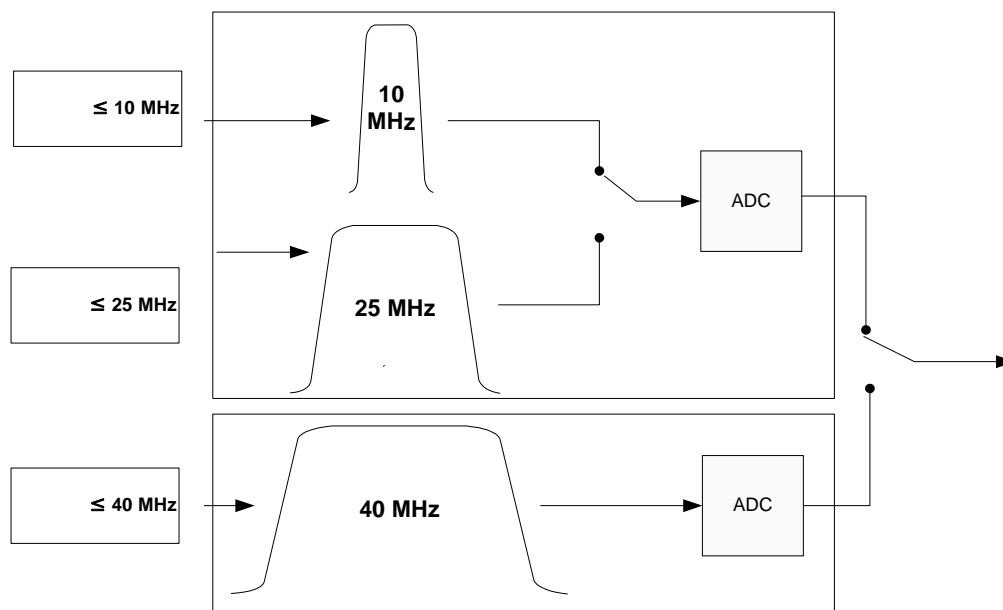 ≤ 10 MHz
10
MHz
ADC
≤ 25 MHz
25 MHz
≤ 40 MHz
40 MHz
ADC